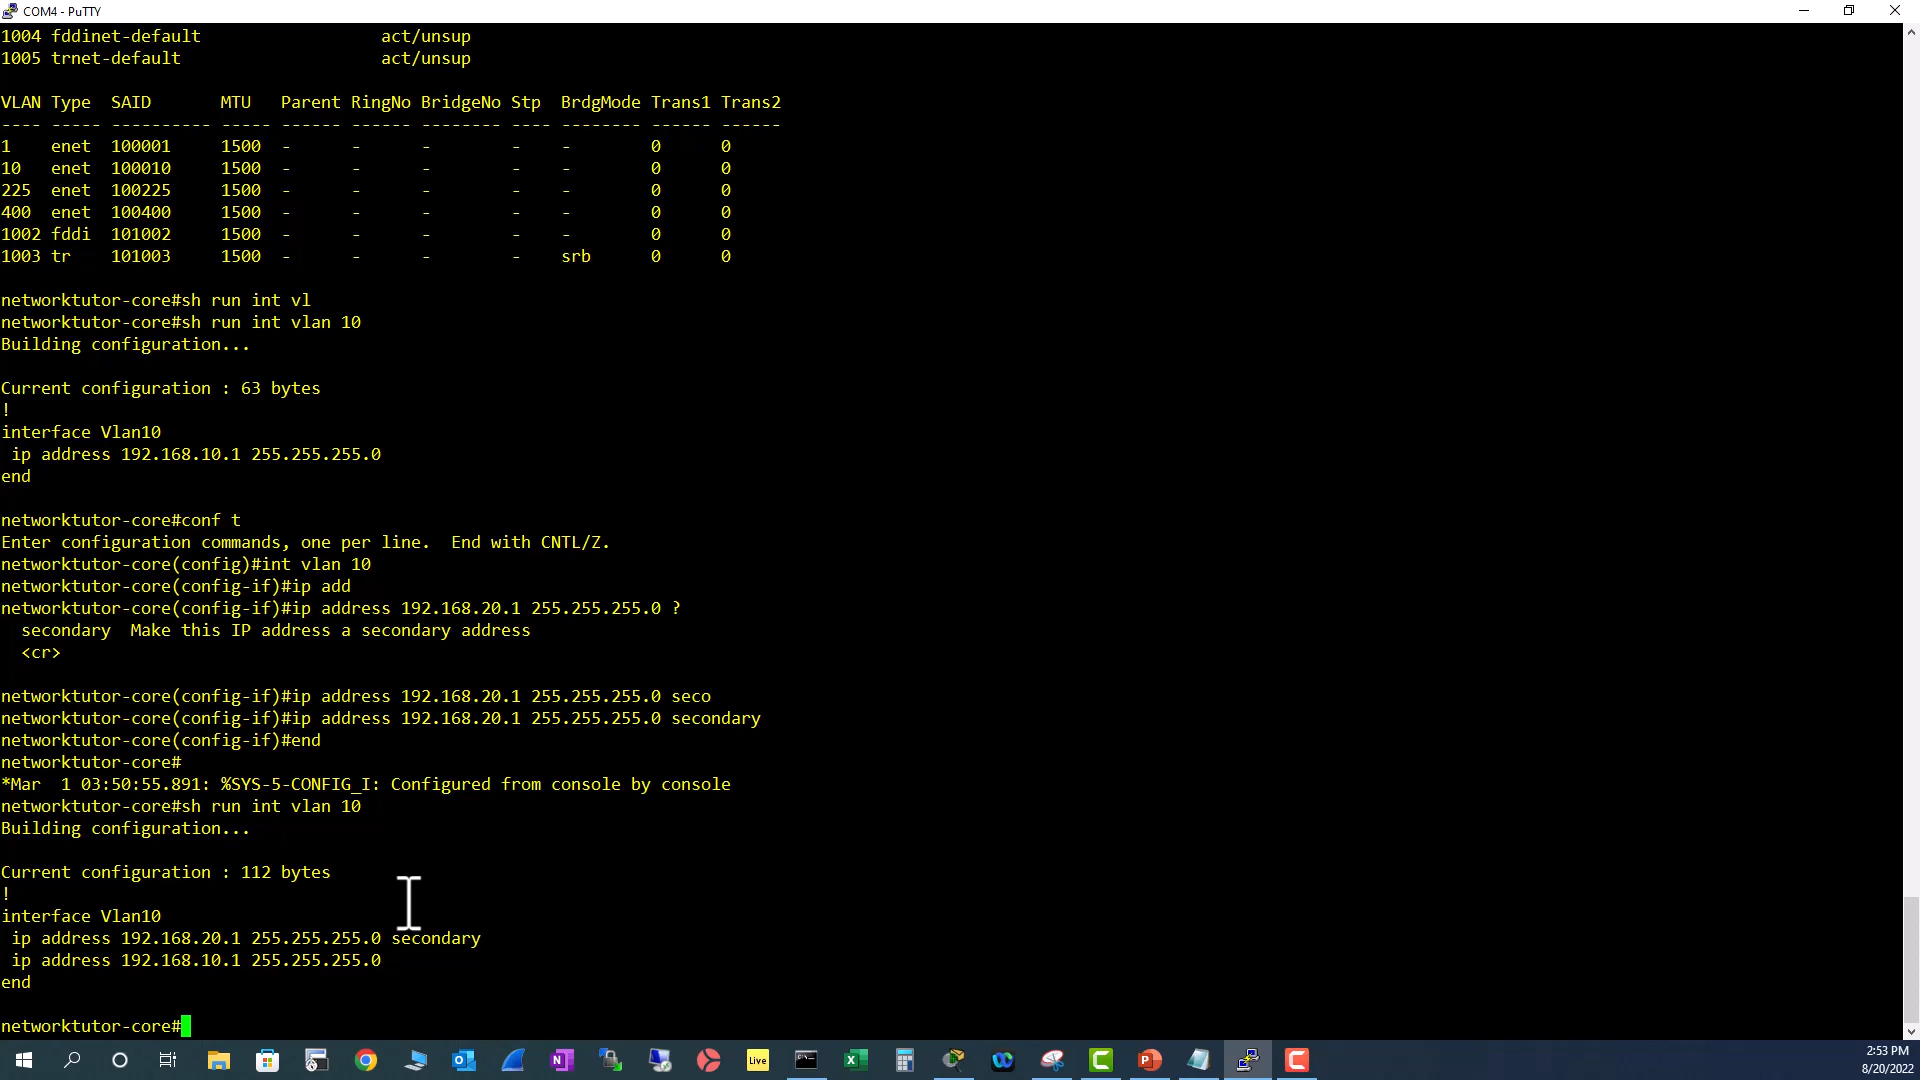 COM4 - PuTTY
1004 fddinet-default                  act/unsup
1005 trnet-default                    act/unsup
VLAN Type  SAID       MTU   Parent RingNo BridgeNo Stp  BrdgMode Trans1 Trans2
---- ----- ---------- ----- ------ ------ -------- ---- -------- ------ ------
1    enet  100001     1500  -      -      -        -    -        0      0
10   enet  100010     1500  -      -      -        -    -        0      0
225  enet  100225     1500  -      -      -        -    -        0      0
400  enet  100400     1500  -      -      -        -    -        0      0
1002 fddi  101002     1500  -      -      -        -    -        0      0
1003 tr    101003     1500  -      -      -        -    srb      0      0
networktutor-core#sh run int vl
networktutor-core#sh run int vlan 10
Building configuration...
Current configuration : 63 bytes
!
interface Vlan10
 ip address 192.168.10.1 255.255.255.0
end
networktutor-core#conf t
Enter configuration commands, one per line.  End with CNTL/Z.
networktutor-core(config)#int vlan 10
networktutor-core(config-if)#ip add
networktutor-core(config-if)#ip address 192.168.20.1 255.255.255.0 ?
  secondary  Make this IP address a secondary address
  <cr>
networktutor-core(config-if)#ip address 192.168.20.1 255.255.255.0 seco
networktutor-core(config-if)#ip address 192.168.20.1 255.255.255.0 secondary
networktutor-core(config-if)#end
networktutor-core#
*Mar  1 03:50:55.891: %SYS-5-CONFIG_I: Configured from console by console
networktutor-core#sh run int vlan 10
Building configuration...
Current configuration : 112 bytes
!
interface Vlan10
 ip address 192.168.20.1 255.255.255.0 secondary
 ip address 192.168.10.1 255.255.255.0
end
networktutor-core#
Live
2:53 PM
8/20/2022